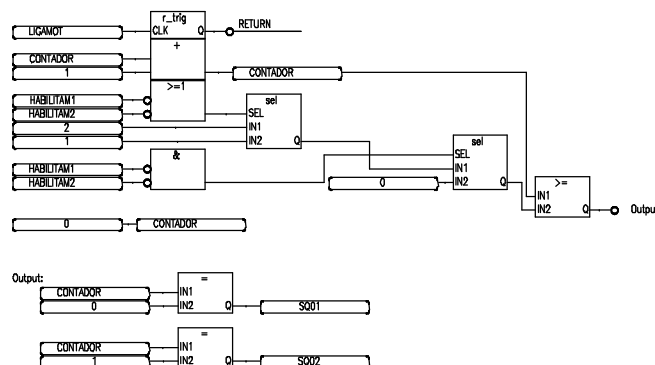 r_trig
LIGAMOT CLK Q RETURN
+
CONTADOR
1 CONTADOR
>=1
HABILITAM1 sel
HABILITAM2 SEL
2 IN1
1 IN2 Q
sel
& SEL
HABILITAM1 IN1 >=
HABILITAM2 0 IN2 Q IN1
IN2 Q Outpu
0 CONTADOR
Output:
=
CONTADOR IN1
0 IN2 Q SQ01
=
CONTADOR IN1
1 IN2 Q SQ02